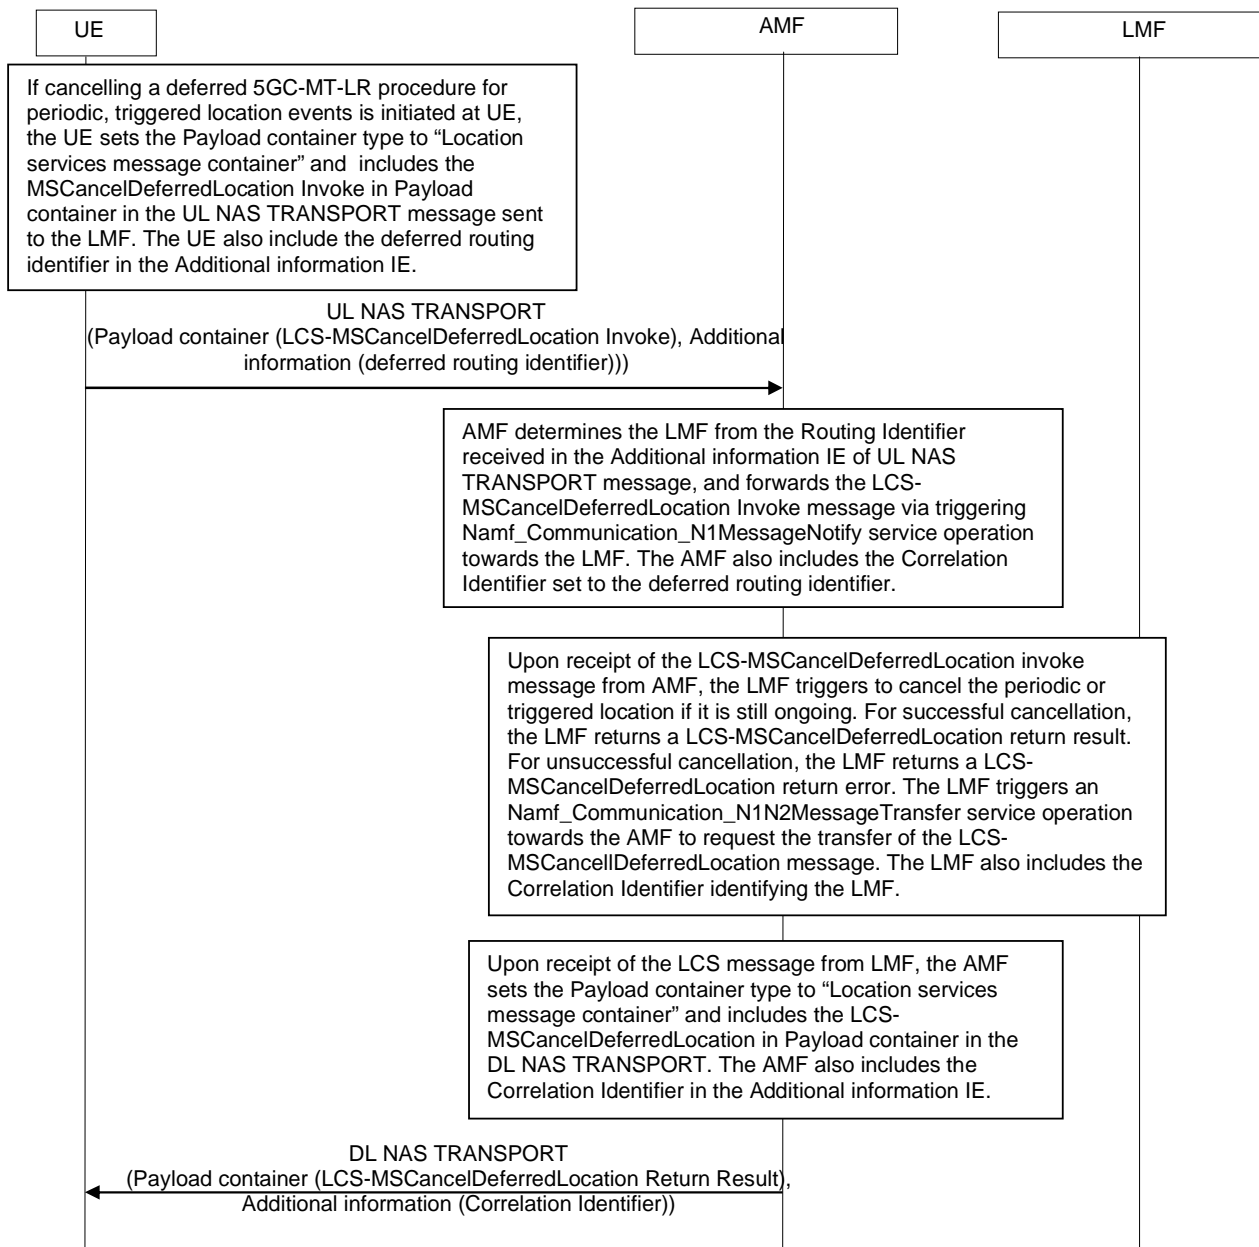 UE
AMF
LMF
If cancelling a deferred 5GC-MT-LR procedure for
periodic, triggered location events is initiated at UE,
the UE sets the Payload container type to “Location
services message container” and  includes the
MSCancelDeferredLocation Invoke in Payload
container in the UL NAS TRANSPORT message sent
to the LMF. The UE also include the deferred routing
identifier in the Additional information IE.
UL NAS TRANSPORT
(Payload container (LCS-MSCancelDeferredLocation Invoke), Additional
information (deferred routing identifier)))
AMF determines the LMF from the Routing Identifier
received in the Additional information IE of UL NAS
TRANSPORT message, and forwards the LCS-
MSCancelDeferredLocation Invoke message via triggering
Namf_Communication_N1MessageNotify service operation
towards the LMF. The AMF also includes the Correlation
Identifier set to the deferred routing identifier.
Upon receipt of the LCS-MSCancelDeferredLocation invoke
message from AMF, the LMF triggers to cancel the periodic or
triggered location if it is still ongoing. For successful cancellation,
the LMF returns a LCS-MSCancelDeferredLocation return result.
For unsuccessful cancellation, the LMF returns a LCS-
MSCancelDeferredLocation return error. The LMF triggers an
Namf_Communication_N1N2MessageTransfer service operation
towards the AMF to request the transfer of the LCS-
MSCancellDeferredLocation message. The LMF also includes the
Correlation Identifier identifying the LMF.
Upon receipt of the LCS message from LMF, the AMF
sets the Payload container type to “Location services
message container” and includes the LCS-
MSCancelDeferredLocation in Payload container in the
DL NAS TRANSPORT. The AMF also includes the
Correlation Identifier in the Additional information IE.
DL NAS TRANSPORT
(Payload container (LCS-MSCancelDeferredLocation Return Result),
Additional information (Correlation Identifier))